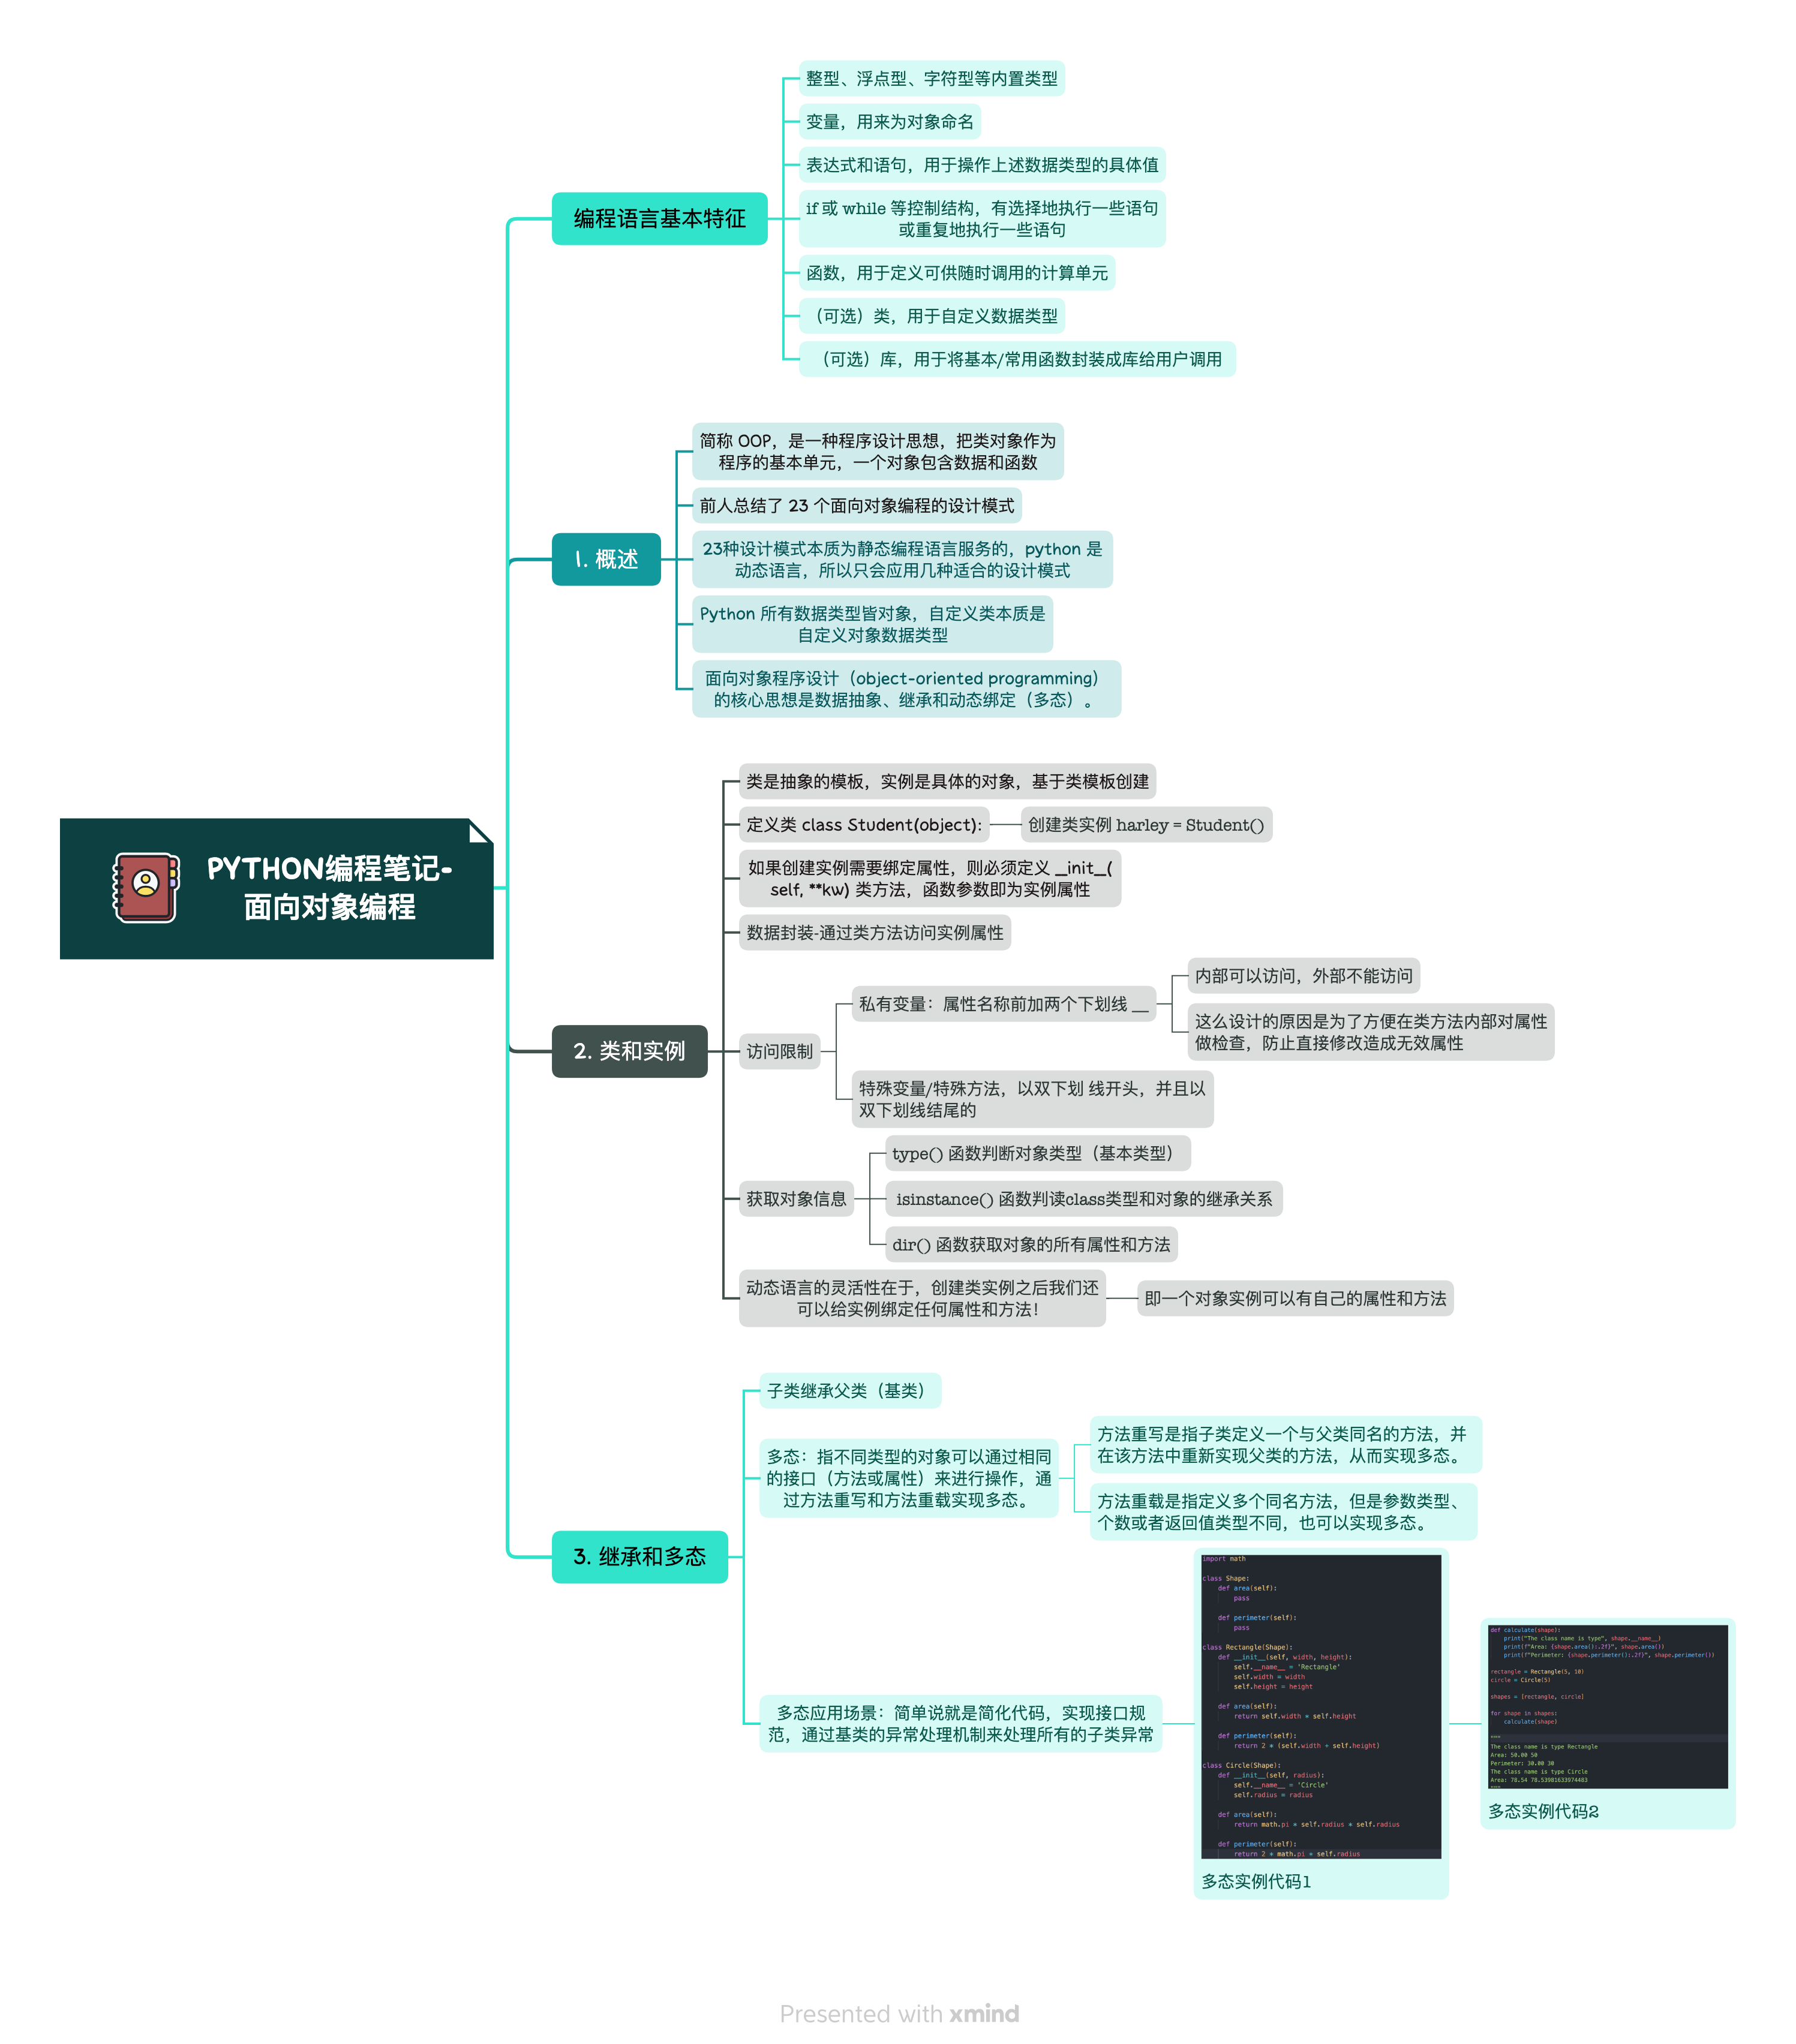 PYTHON编程笔记-
面向对象编程
编程语言基本特征
整型、浮点型、字符型等内置类型
变量，用来为对象命名
表达式和语句，用于操作上述数据类型的具体值
if 或 while 等控制结构，有选择地执行一些语句
或重复地执行一些语句
函数，用于定义可供随时调用的计算单元
（可选）类，用于自定义数据类型
（可选）库，用于将基本/常用函数封装成库给用户调用
1. 概述
简称 OOP，是一种程序设计思想，把类对象作为
程序的基本单元，一个对象包含数据和函数
前人总结了 23 个面向对象编程的设计模式
23种设计模式本质为静态编程语言服务的，python 是
动态语言，所以只会应用几种适合的设计模式
Python 所有数据类型皆对象，自定义类本质是
自定义对象数据类型
面向对象程序设计（object-oriented programming）
的核心思想是数据抽象、继承和动态绑定（多态）。
2. 类和实例
类是抽象的模板，实例是具体的对象，基于类模板创建
定义类 class Student(object):
创建类实例 harley = Student()
如果创建实例需要绑定属性，则必须定义 __init__(
self, **kw) 类方法，函数参数即为实例属性
数据封装-通过类方法访问实例属性
访问限制
私有变量：属性名称前加两个下划线 __
内部可以访问，外部不能访问
这么设计的原因是为了方便在类方法内部对属性
做检查，防止直接修改造成无效属性
特殊变量/特殊方法，以双下划 线开头，并且以
双下划线结尾的
获取对象信息
type() 函数判断对象类型（基本类型）
isinstance() 函数判读class类型和对象的继承关系
dir() 函数获取对象的所有属性和方法
动态语言的灵活性在于，创建类实例之后我们还
可以给实例绑定任何属性和方法！
即一个对象实例可以有自己的属性和方法
3. 继承和多态
子类继承父类（基类）
多态：指不同类型的对象可以通过相同
的接口（方法或属性）来进行操作，通
过方法重写和方法重载实现多态。
方法重写是指子类定义一个与父类同名的方法，并
在该方法中重新实现父类的方法，从而实现多态。
方法重载是指定义多个同名方法，但是参数类型、
个数或者返回值类型不同，也可以实现多态。
多态应用场景：简单说就是简化代码，实现接口规
范，通过基类的异常处理机制来处理所有的子类异常
import math
class Shape:
def area(self):
pass
def perimeter(self):
pass
class Rectangle(Shape):
def __init__(self, width, height):
self.__name__ = 'Rectangle'
self.width = width
self.height = height
def area(self):
return self.width * self.height
def perimeter(self):
return 2 * (self.width + self.height)
class Circle(Shape):
def __init__(self, radius):
self.__name__ = 'Circle'
self.radius = radius
def area(self):
return math.pi * self.radius * self.radius
def perimeter(self):
return 2 * math.pi * self.radius
多态实例代码1
def calculate(shape):
print("The class name is type", shape.__name__)
print(f"Area: {shape.area():.2f}", shape.area())
print(f"Perimeter: {shape.perimeter():.2f}", shape.perimeter())
rectangle = Rectangle(5, 10)
circle = Circle(5)
shapes = [rectangle, circle]
for shape in shapes:
calculate(shape)
"""
The class name is type Rectangle
Area: 50.00 50
Perimeter: 30.00 30
The class name is type Circle
Area: 78.54 78.53981633974483
"""
多态实例代码2
Presented with xmind